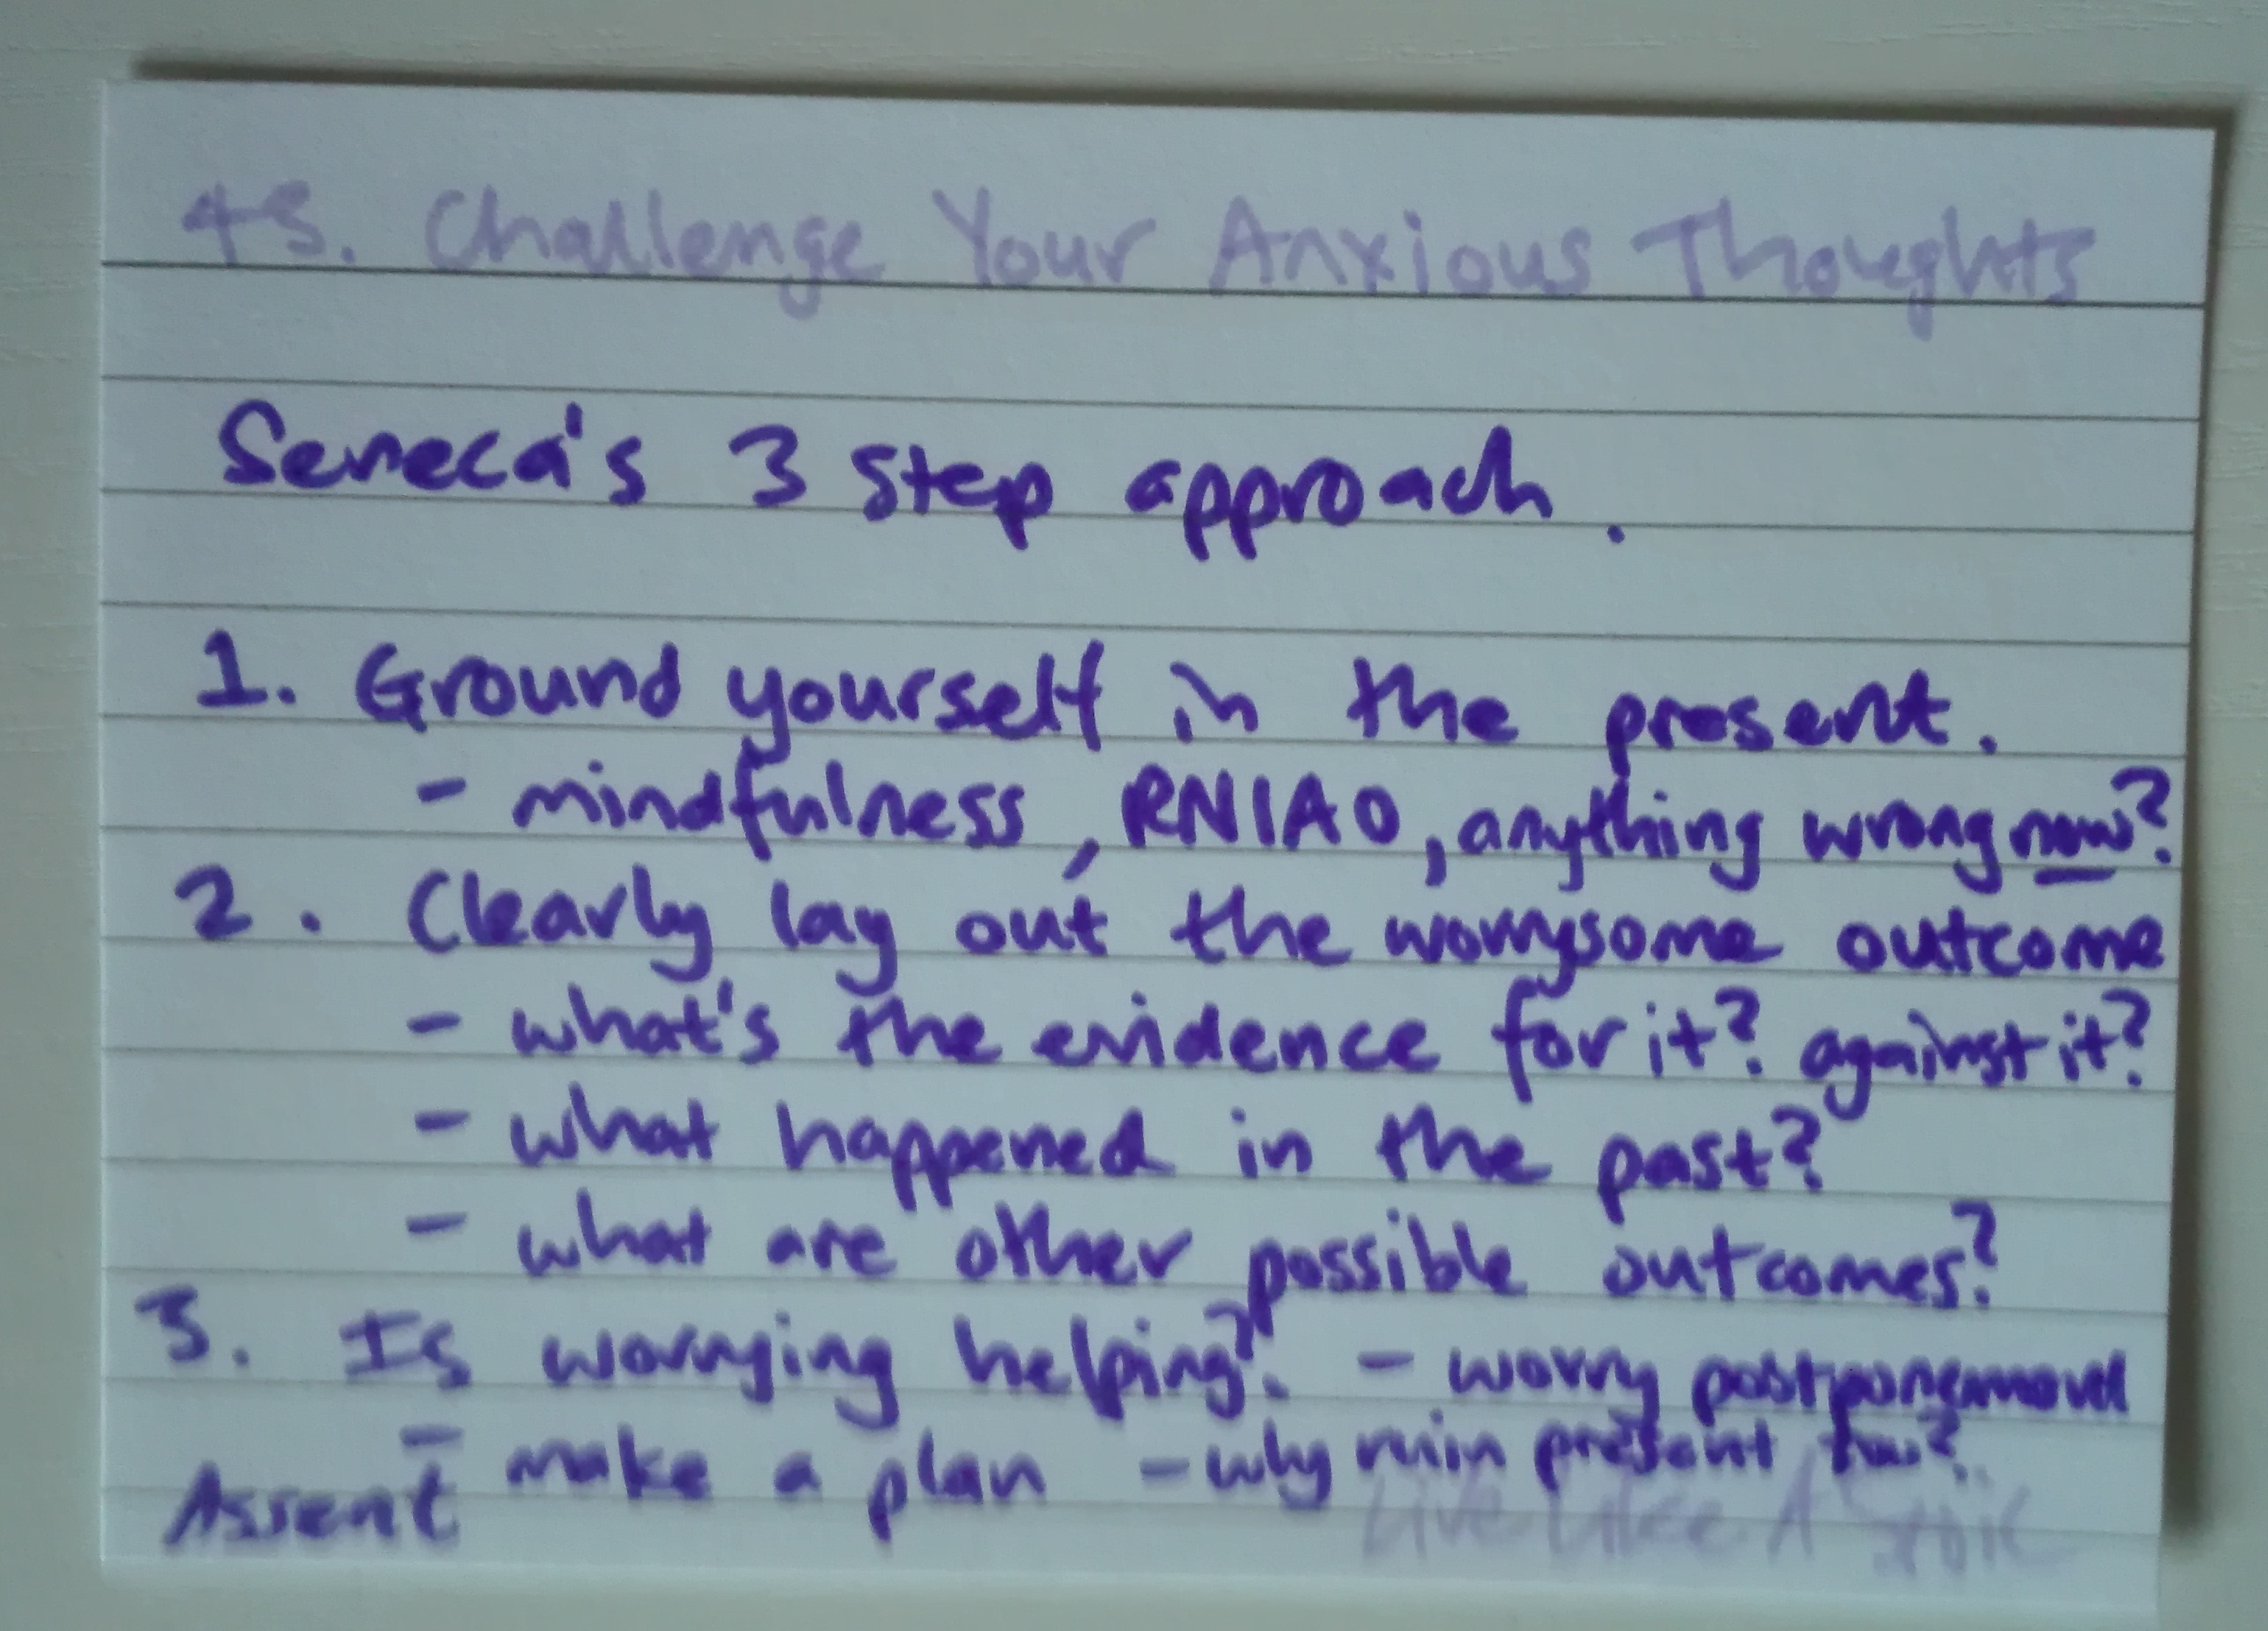 45. Challenge Your Anxious Thoughts
Seneca's 3 step approach.
1. Ground yourself in the present.
- mindfulness, RNIAO, anything wrong now?
2. Clearly lay out the worrysome outcome
- what's the evidence for it? against it?
- what happened in the past?
- what are other possible outcomes?
3. Is worrying helping? - worry
- make a plan - why ruin present
Assent
Live Like A Stoic